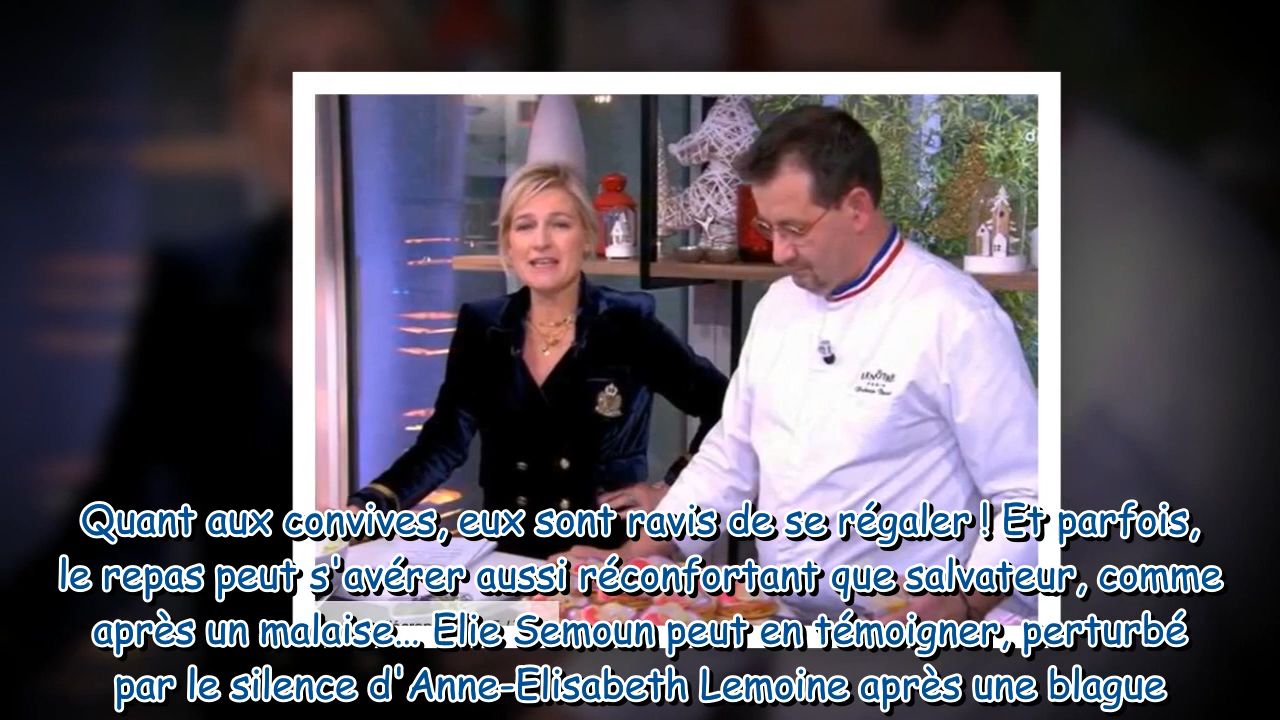 LENÔTRE
PARIS
Quant aux convives, eux sont ravis de se régaler ! Et parfois,
le repas peut s'avérer aussi réconfortant que salvateur, comme
après un malaise... Elie Semoun peut en témoigner, perturbé
par le silence d'Anne-Elisabeth Lemoine après une blague